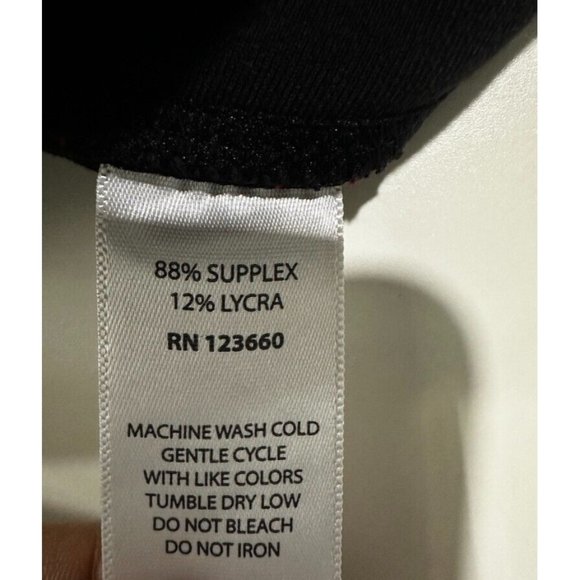 88% SUPPLEX
12% LYCRA
RN 123660
MACHINE WASH COLD
GENTLE CYCLE
WITH LIKE COLORS
TUMBLE DRY LOW
DO NOT BLEACH
DO NOT IRON